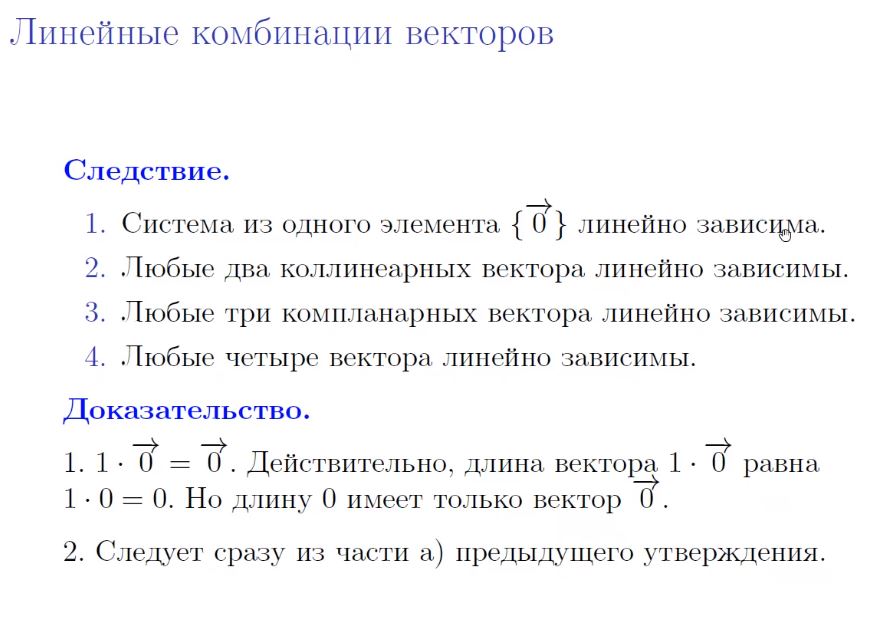 Линейные комбинации векторов
Следствие.
1. Система из одного элемента {$\overrightarrow{0}$} линейно зависима.
2. Любые два коллинеарных вектора линейно зависимы.
3. Любые три компланарных вектора линейно зависимы.
4. Любые четыре вектора линейно зависимы.
Доказательство.
1. 1 · $\overrightarrow{0}$ = $\overrightarrow{0}$. Действительно, длина вектора 1 · $\overrightarrow{0}$ равна
1 · 0 = 0. Но длину 0 имеет только вектор $\overrightarrow{0}$.
2. Следует сразу из части а) предыдущего утверждения.